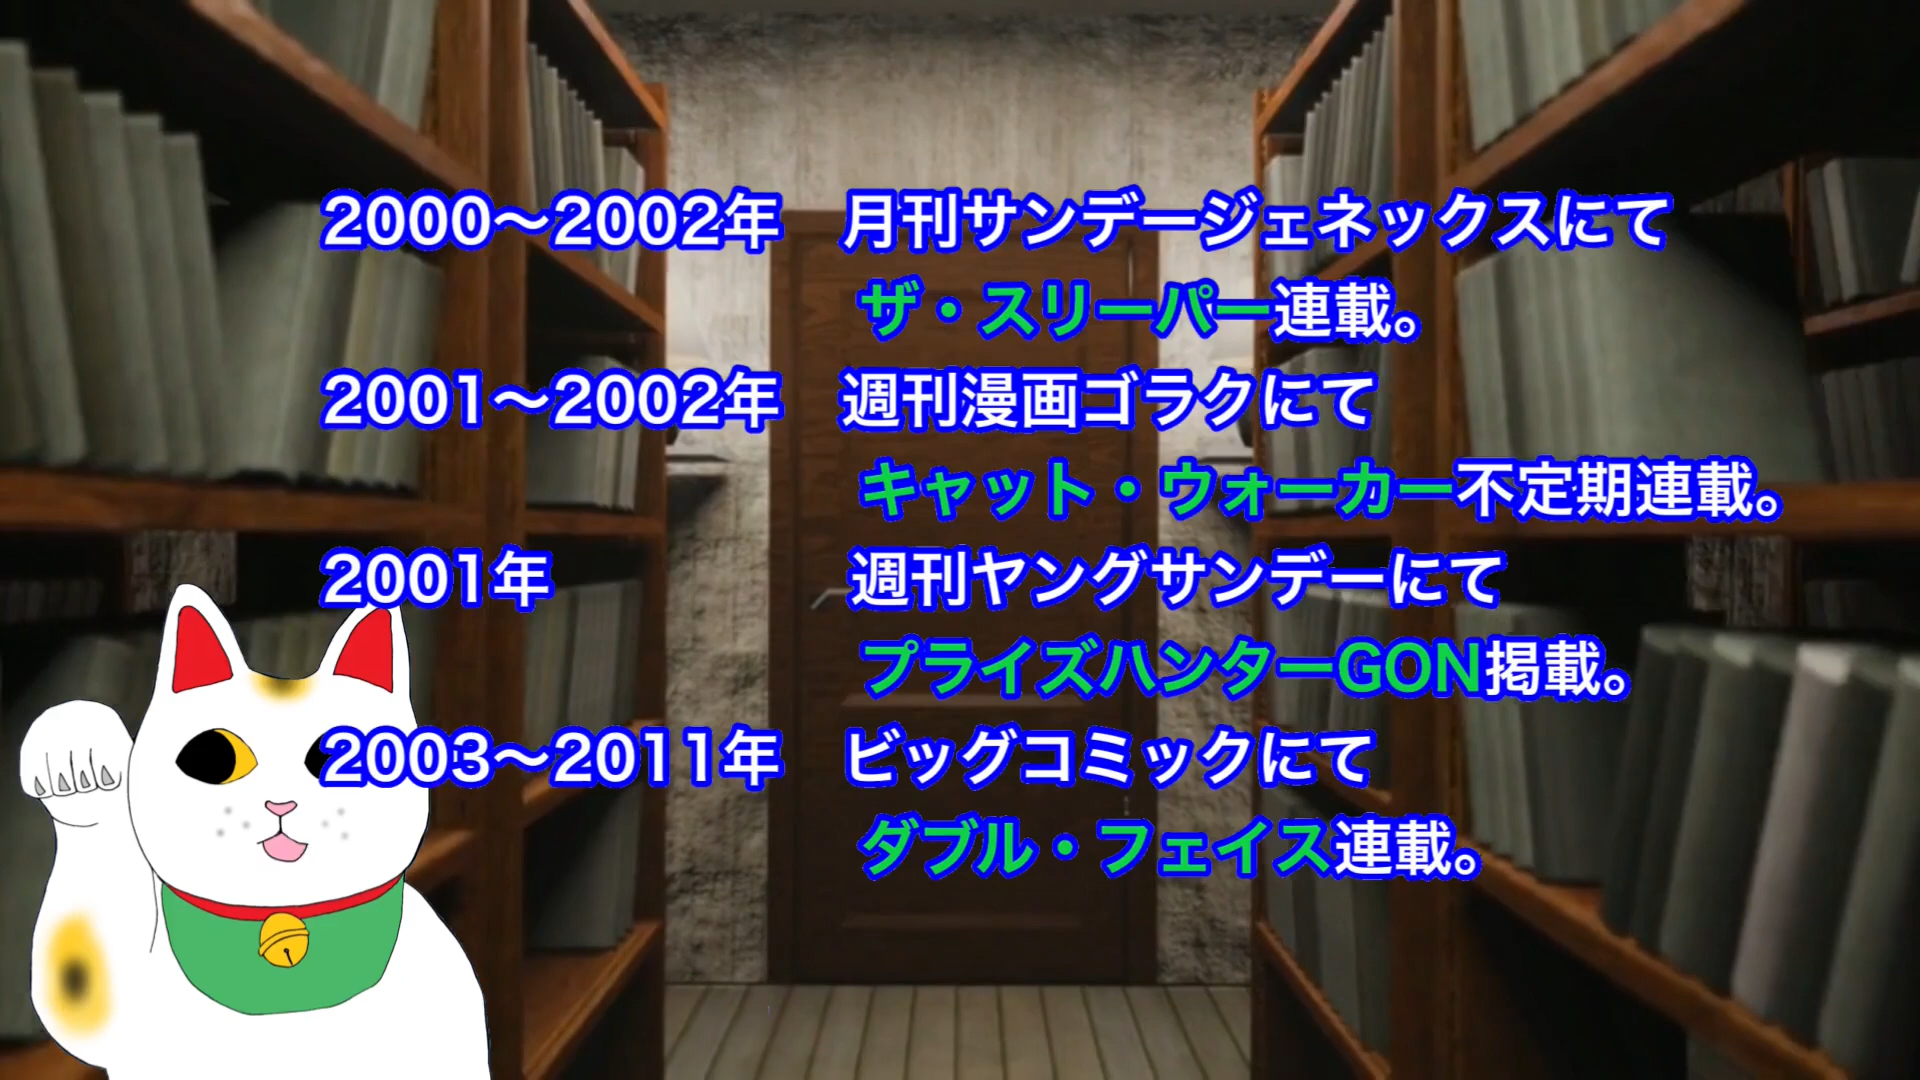 2000～2002年　月刊サンデージェネックスにて
ザ・スリーパー連載。
2001～2002年　週刊漫画ゴラクにて
キャット・ウォーカー不定期連載。
2001年　週刊ヤングサンデーにて
プライズハンターGON掲載。
2003～2011年　ビッグコミックにて
ダブル・フェイス連載。